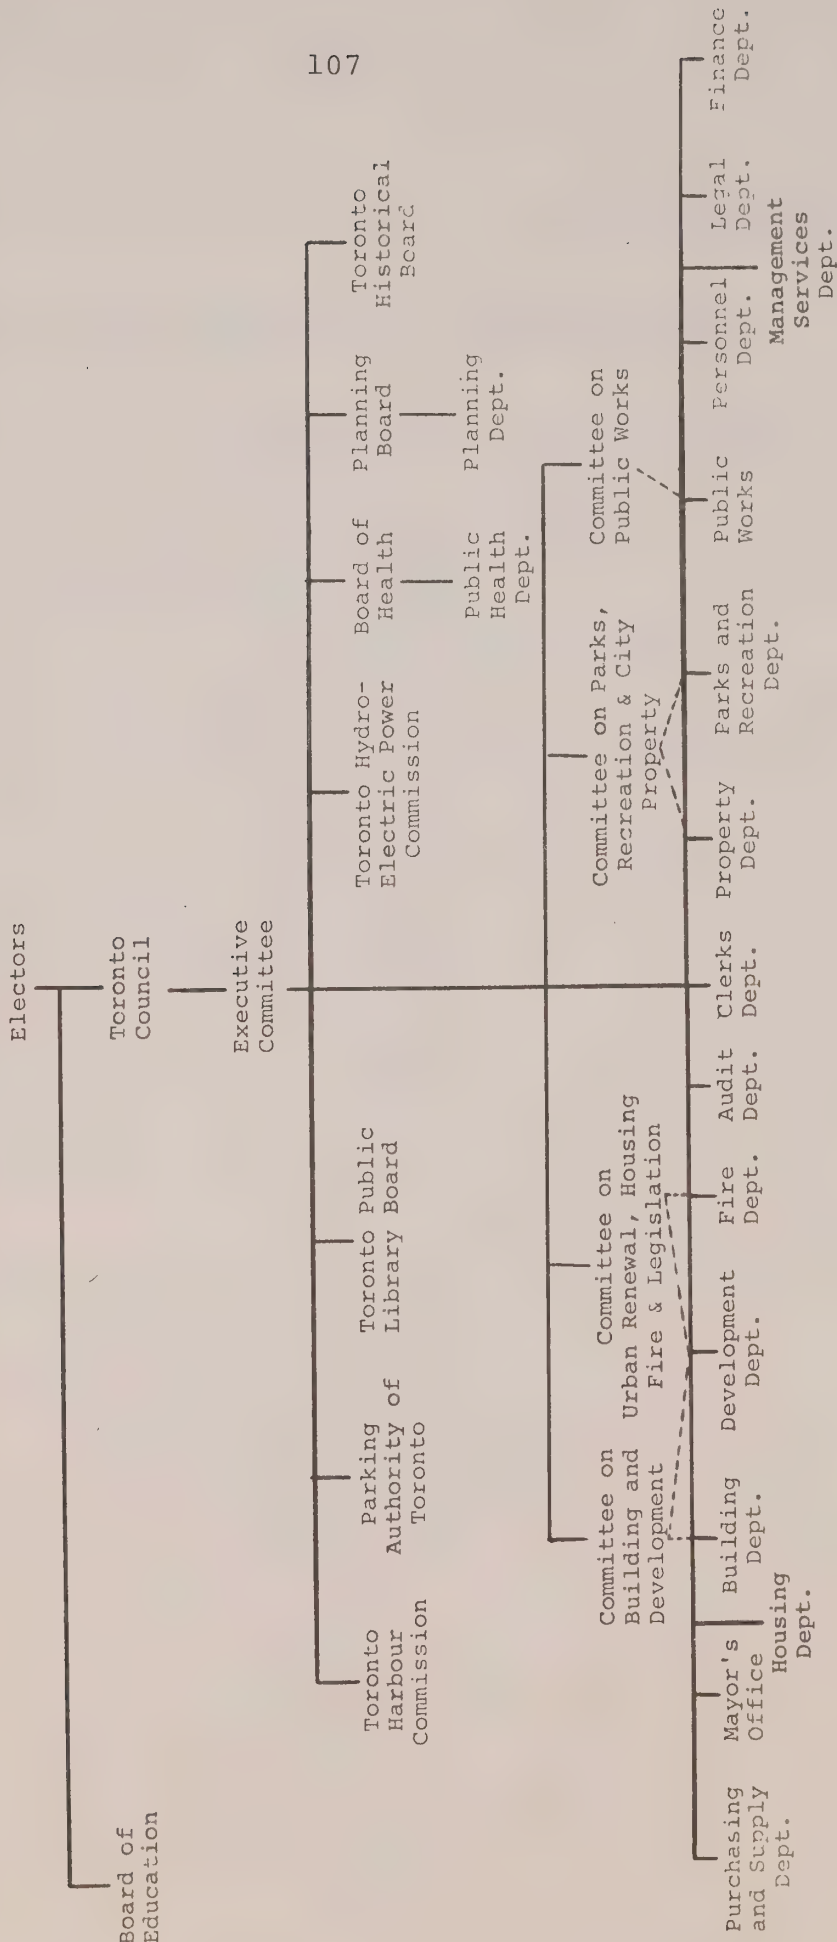 107
Electors
Board of
Education
Toronto
Council
Executive
Committee
Toronto
Harbour
Commission
Parking
Authority of
Toronto
Toronto Public
Library Board
Toronto Hydro-
Electric Power
Commission
Board of
Health
Public
Health
Dept.
Planning
Board
Planning
Dept.
Toronto
Historical
Board
Committee on
Building and
Development
Committee on
Urban Renewal, Housing
Fire & Legislation
Committee on Parks,
Recreation & City
Property
Committee on
Public Works
Purchasing
and Supply
Dept.
Mayor's
Office
Housing
Dept.
Building
Dept.
Development
Dept.
Fire
Dept.
Audit
Dept.
Clerks
Dept.
Property
Dept.
Parks and
Recreation
Dept.
Public
Works
Personnel
Dept.
Management
Services
Dept.
Legal
Dept.
Finance
Dept.